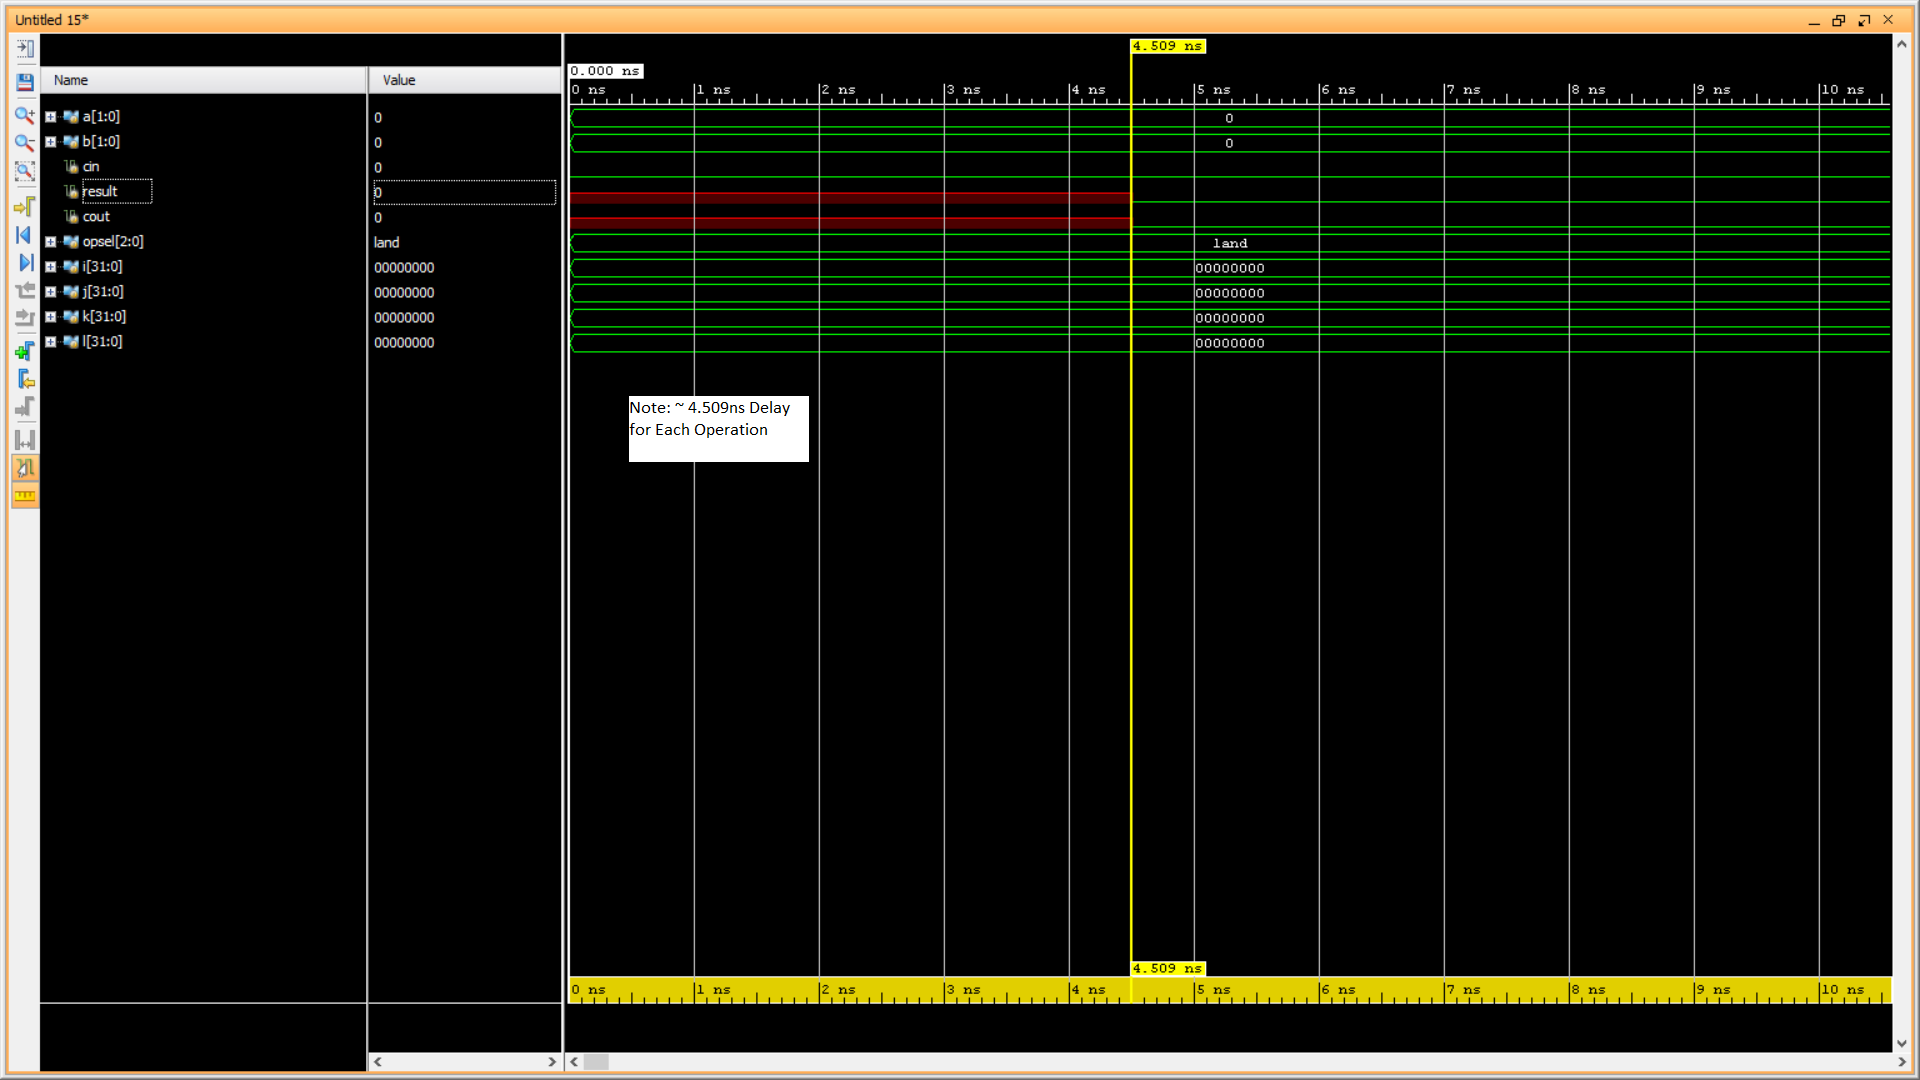 Untitled 15*
4.509 ns
0.000 ns
Name Value
0 ns 1 ns 2 ns 3 ns 4 ns 5 ns 6 ns 7 ns 8 ns 9 ns 10 ns
a[1:0] 0 0
b[1:0] 0 0
cin 0
result 0
cout 0
opsel[2:0] land land
i[31:0] 00000000 00000000
j[31:0] 00000000 00000000
k[31:0] 00000000 00000000
l[31:0] 00000000 00000000
Note: ~ 4.509ns Delay
for Each Operation
4.509 ns
0 ns 1 ns 2 ns 3 ns 4 ns 5 ns 6 ns 7 ns 8 ns 9 ns 10 ns